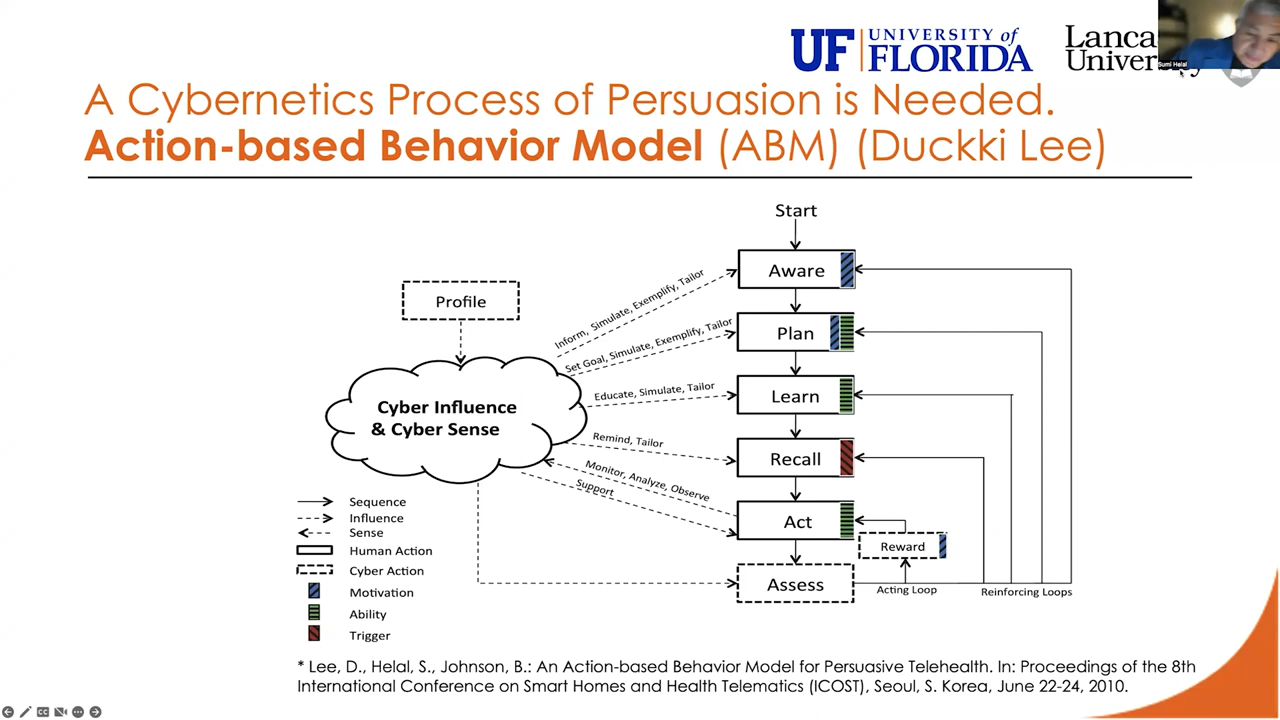 UF UNIVERSITY of FLORIDA
Lanca
University
Sumi Helal
A Cybernetics Process of Persuasion is Needed.
Action-based Behavior Model (ABM) (Duckki Lee)
Start
Aware
Plan
Learn
Recall
Act
Reward
Assess
Acting Loop
Reinforcing Loops
Profile
Cyber Influence
& Cyber Sense
Inform, Simulate, Exemplify, Tailor
Set Goal, Simulate, Exemplify, Tailor
Educate, Simulate, Tailor
Remind, Tailor
Monitor, Analyze, Observe
Support
Sequence
Influence
Sense
Human Action
Cyber Action
Motivation
Ability
Trigger
* Lee, D., Helal, S., Johnson, B.: An Action-based Behavior Model for Persuasive Telehealth. In: Proceedings of the 8th
International Conference on Smart Homes and Health Telematics (ICOST), Seoul, S. Korea, June 22-24, 2010.